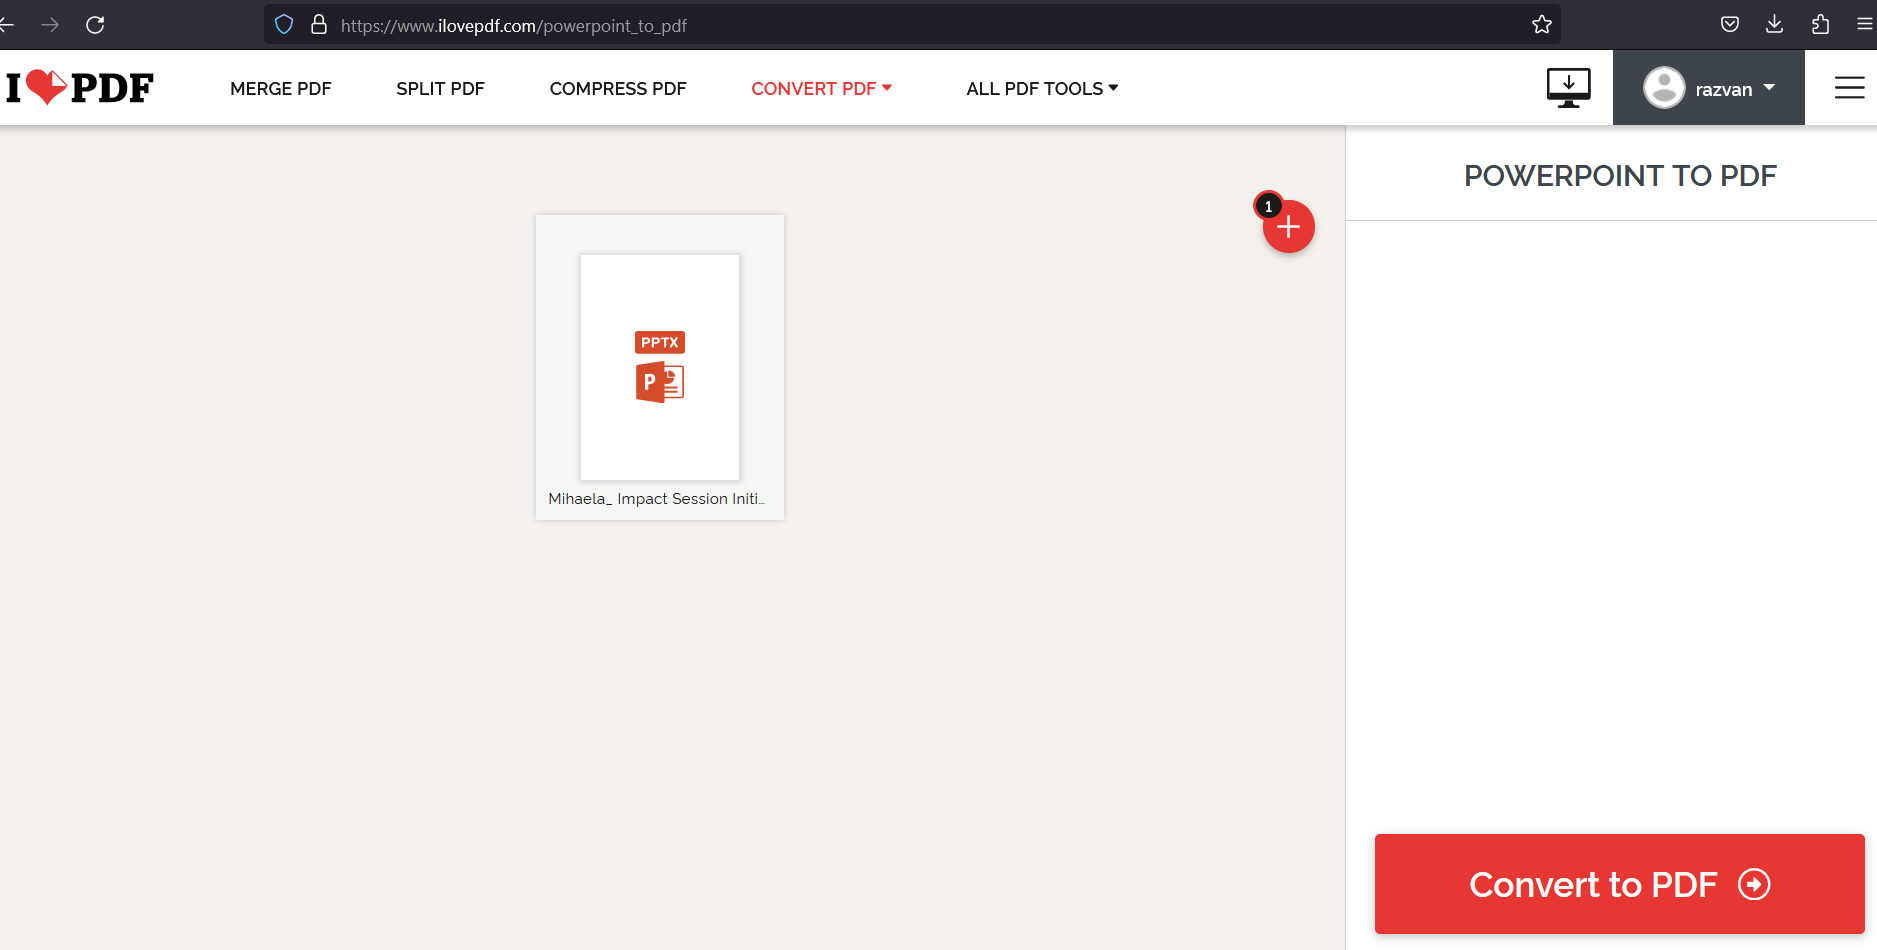 https://www.ilovepdf.com/powerpoint_to_pdf
I PDF
MERGE PDF
SPLIT PDF
COMPRESS PDF
CONVERT PDF
ALL PDF TOOLS
razvan
POWERPOINT TO PDF
1
PPTX
P
Mihaela_ Impact Session Initi...
Convert to PDF